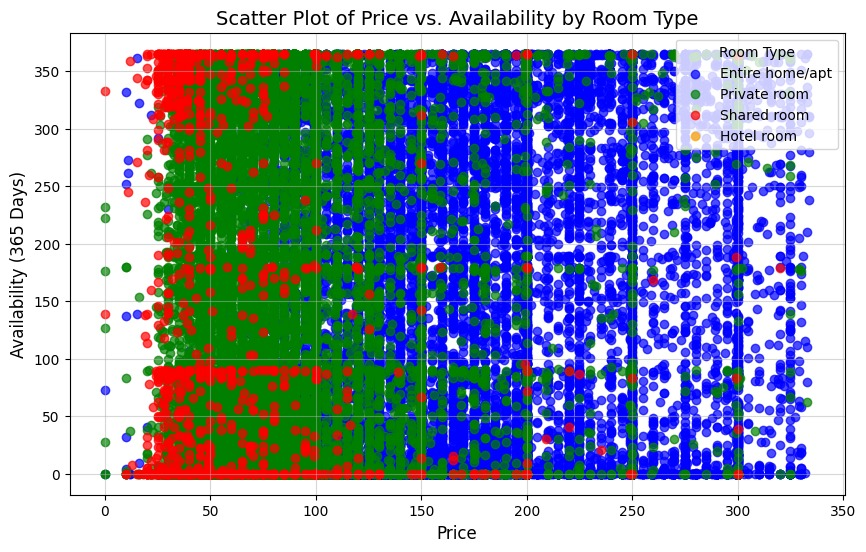 Scatter Plot of Price vs. Availability by Room Type
Availability (365 Days)
350
300
250
200
150
100
50
0
0
50
100
150
200
250
300
350
Price
Room Type
Entire home/apt
Private room
Shared room
Hotel room